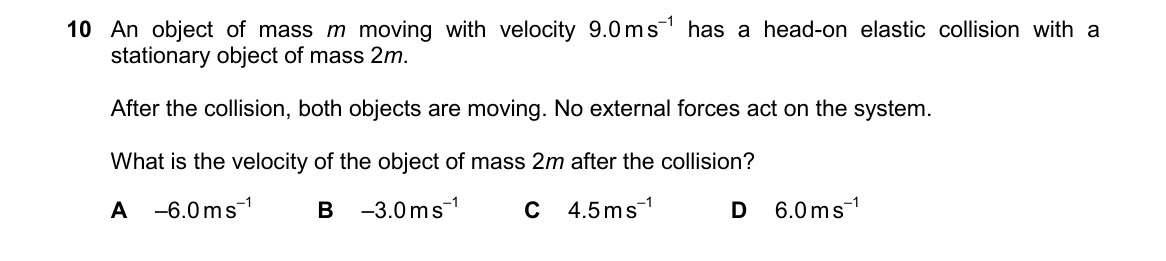 10 An object of mass m moving with velocity 9.0 m s⁻¹ has a head-on elastic collision with a
stationary object of mass 2m.
After the collision, both objects are moving. No external forces act on the system.
What is the velocity of the object of mass 2m after the collision?
A –6.0 m s⁻¹ B –3.0 m s⁻¹ C 4.5 m s⁻¹ D 6.0 m s⁻¹